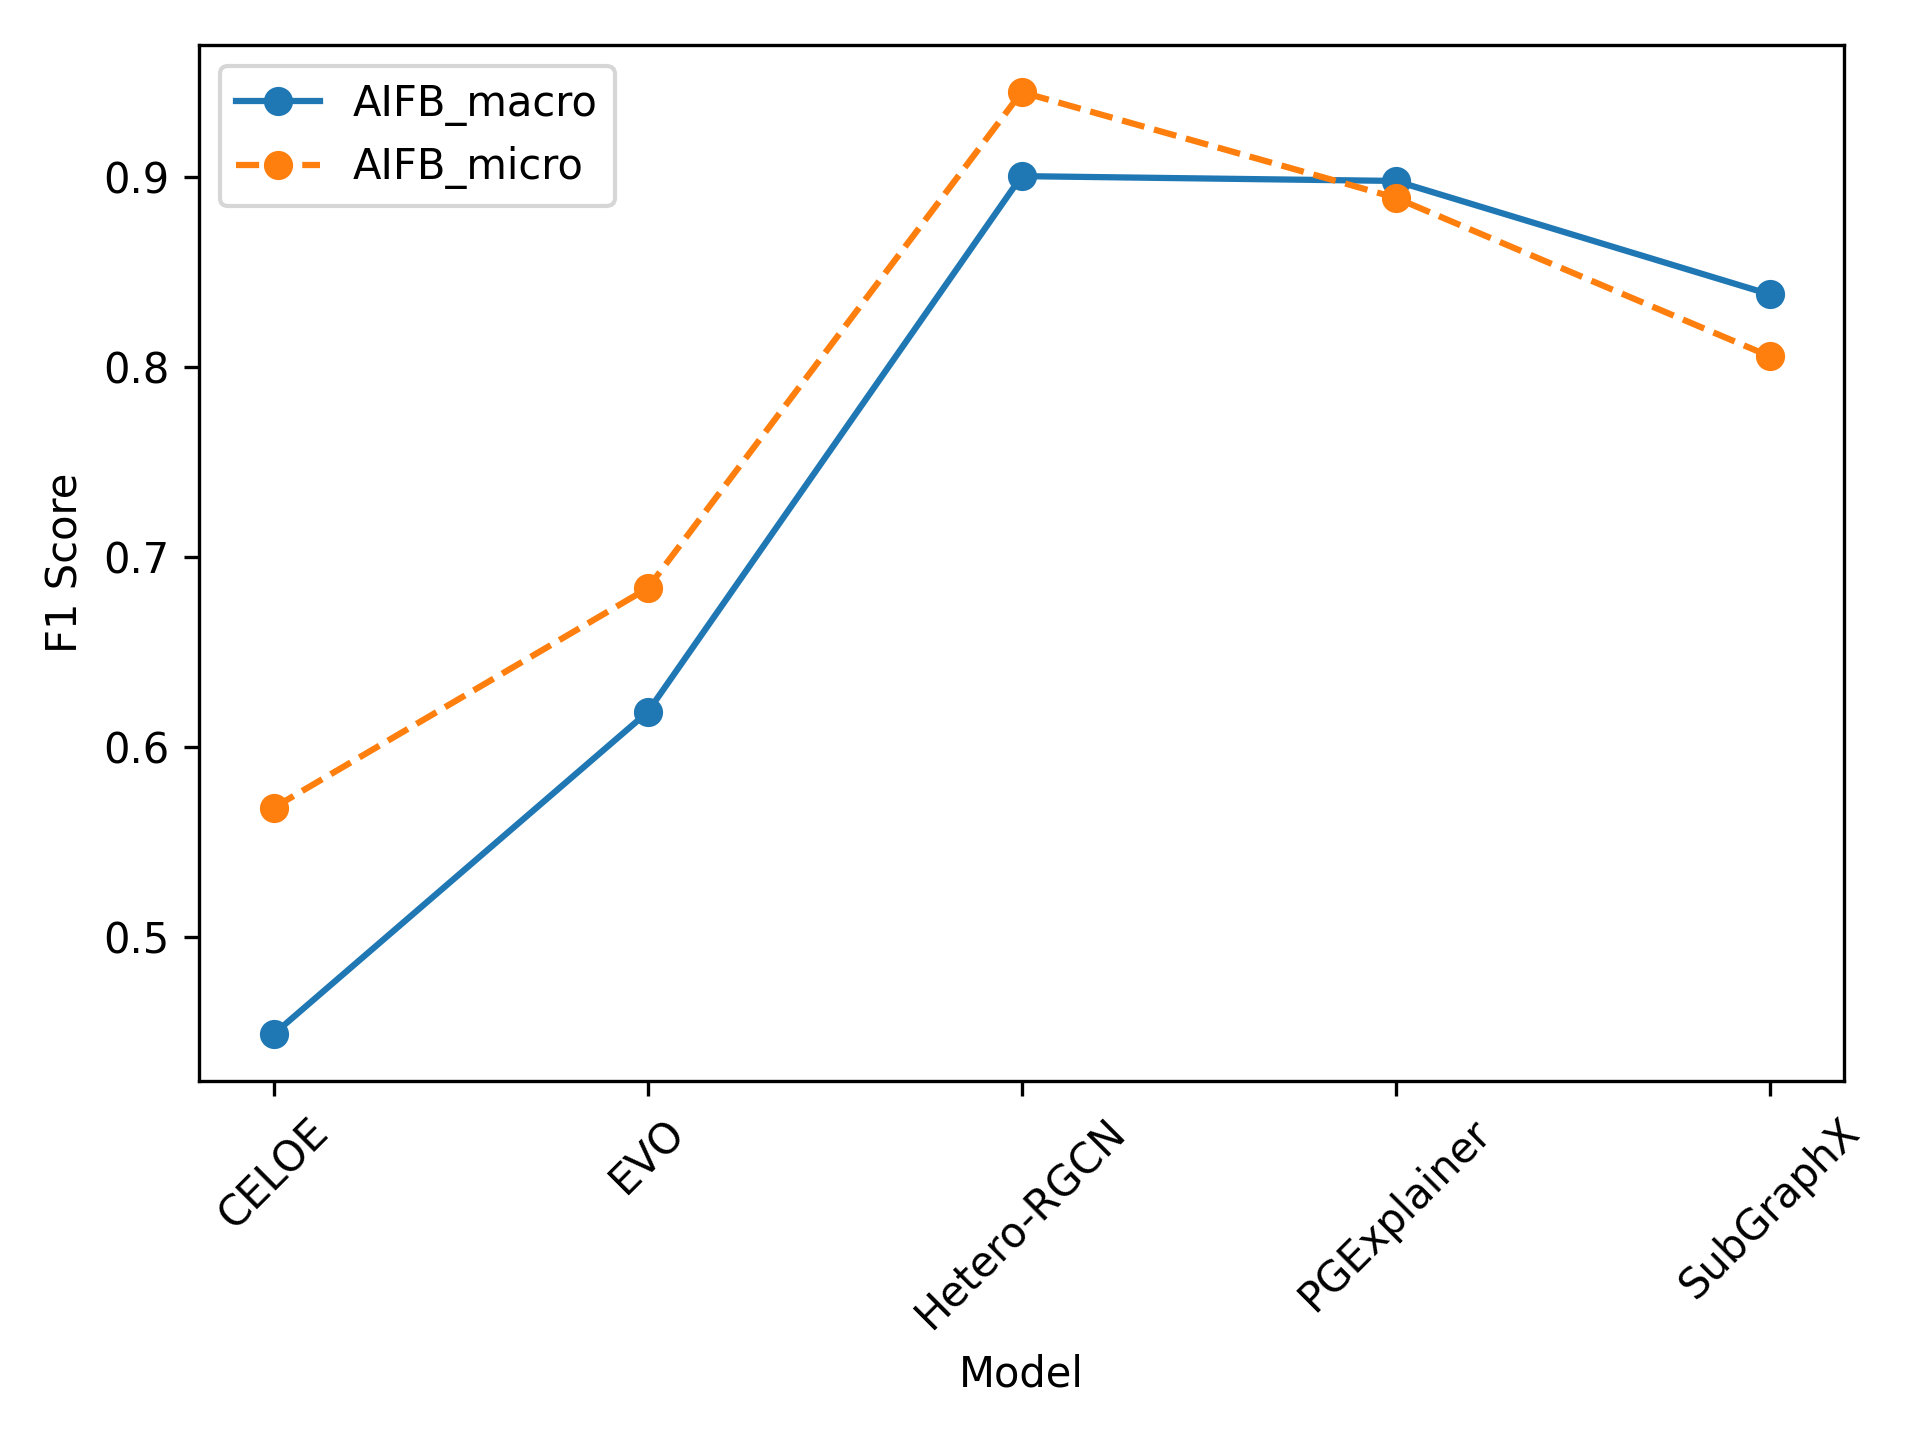 AIFB_macro
AIFB_micro
F1 Score
0.9
0.8
0.7
0.6
0.5
CELOE
EVO
Hetero-RGCN
PGExplainer
SubGraphX
Model